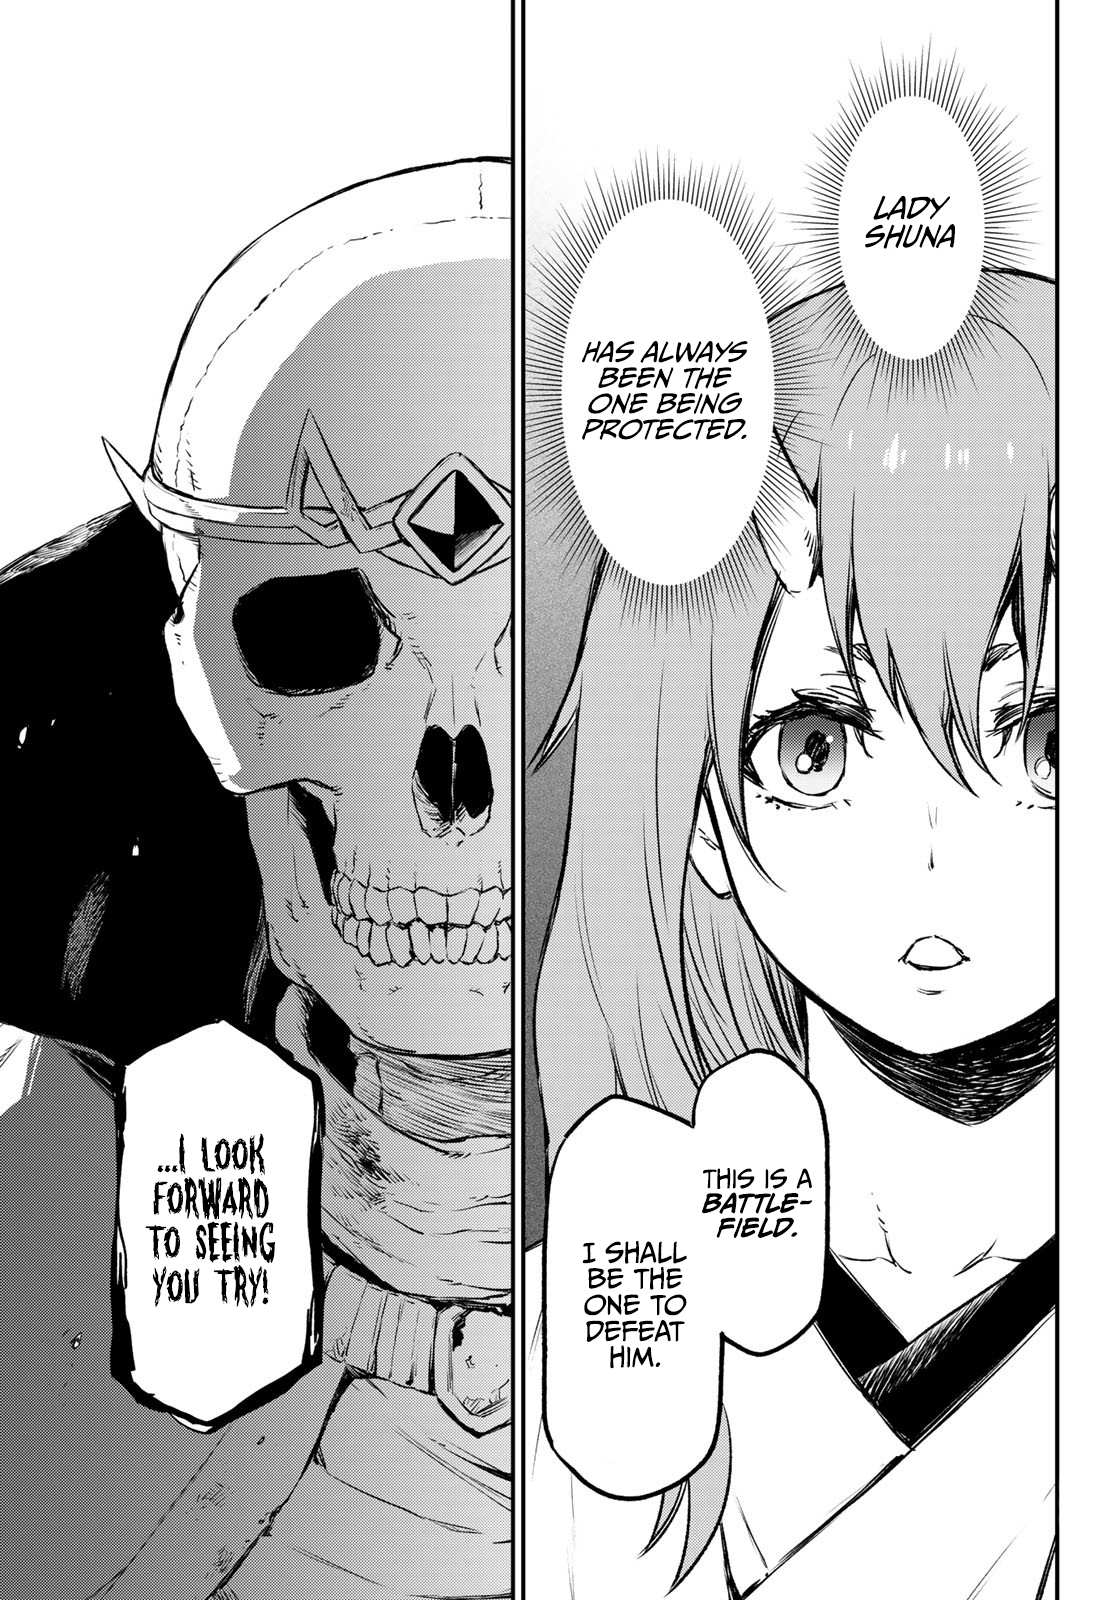 LADY
SHUNA
HAS ALWAYS
BEEN THE
ONE BEING
PROTECTED.
THIS IS A
BATTLE-
FIELD.
I SHALL
BE THE
ONE TO
DEFEAT
HIM.
...I LOOK
FORWARD
TO SEEING
YOU TRY!